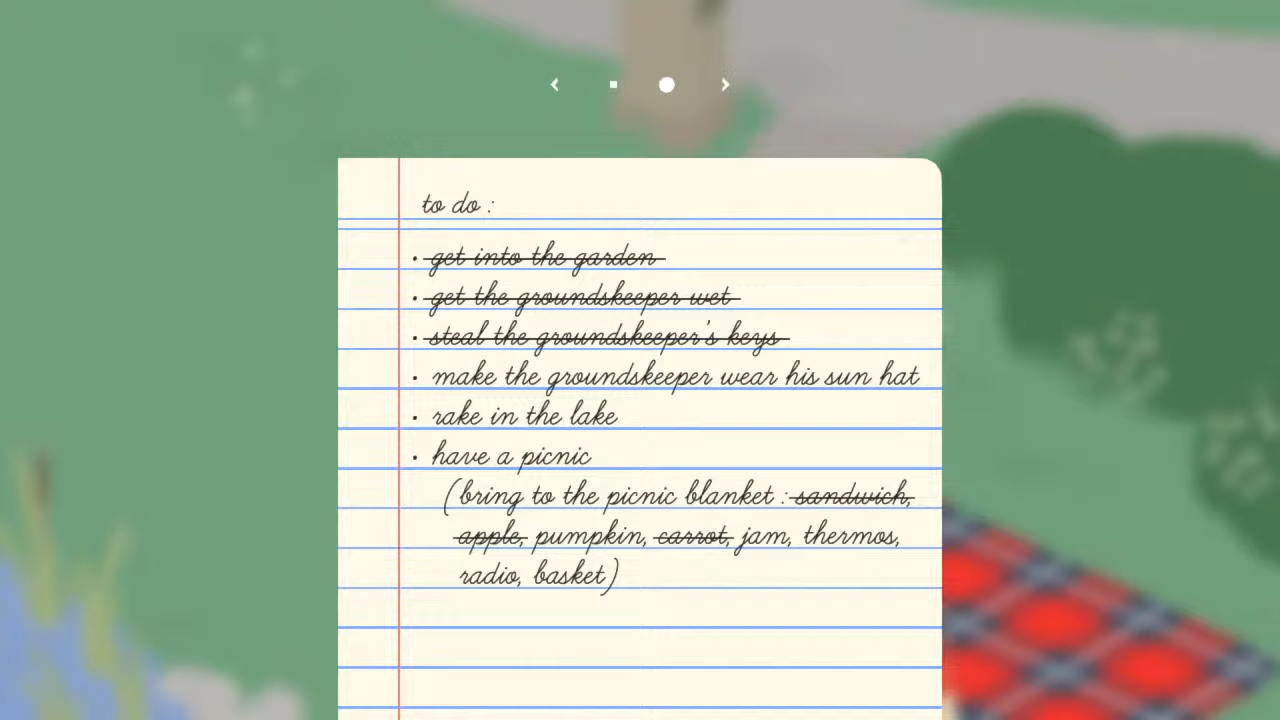 to do :
• get into the garden
• get the groundskeeper wet
• steal the groundskeeper's keys
• make the groundskeeper wear his sun hat
• rake in the lake
• have a picnic
(bring to the picnic blanket : sandwich,
apple, pumpkin, carrot, jam, thermos,
radio, basket)